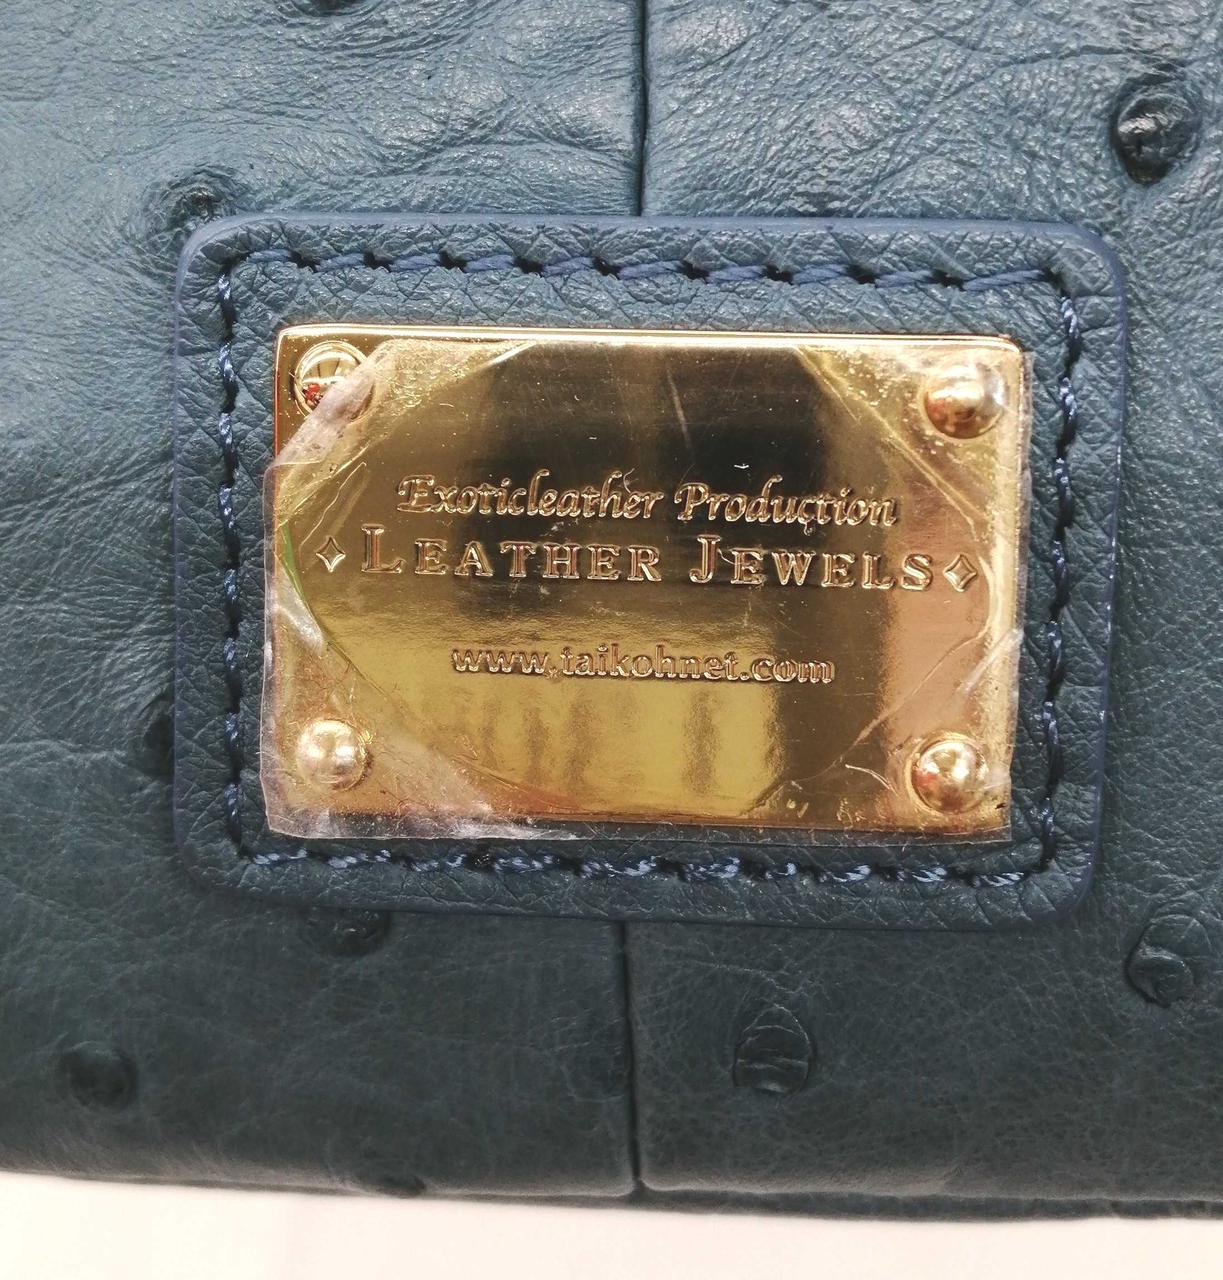 Exoticleather Production
LEATHER JEWELS
www.taikohnet.com